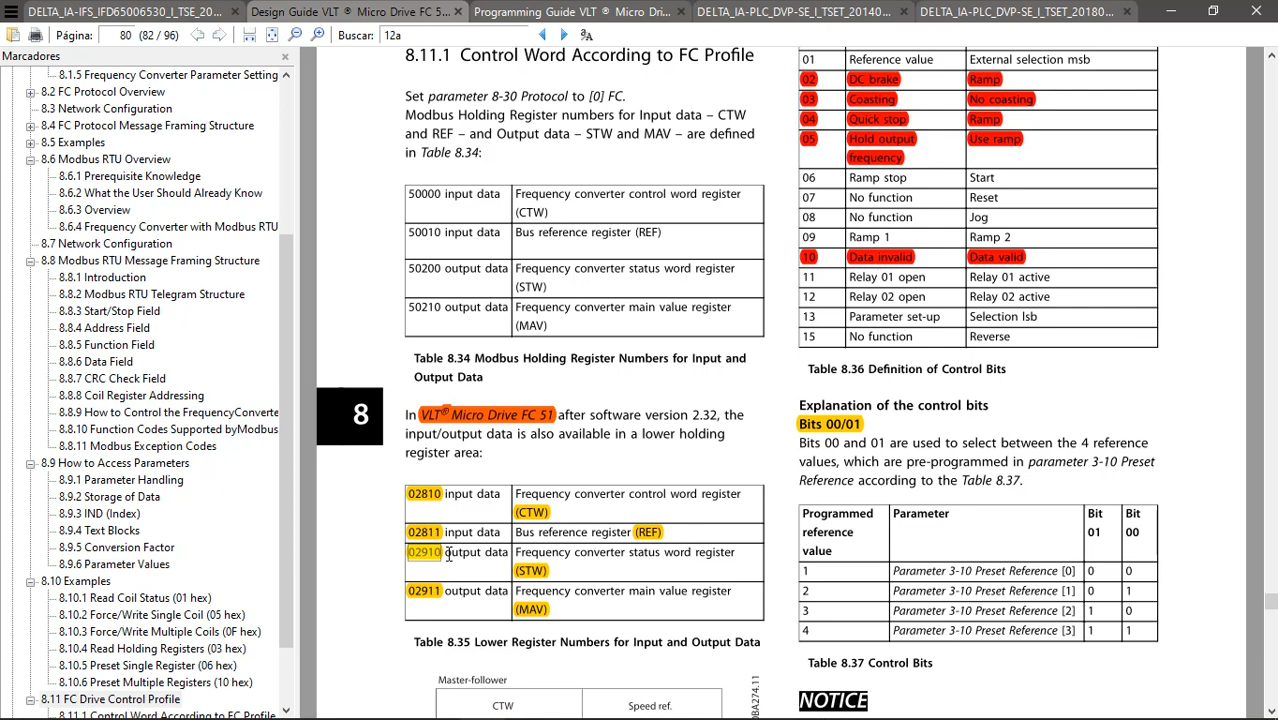 DELTA_IA-IFS_IFD65006530_I_TSE_20...
Design Guide VLT ® Micro Drive FC 5...
Programming Guide VLT ® Micro Dri...
DELTA_IA-PLC_DVP-SE_I_TSET_20140...
DELTA_IA-PLC_DVP-SE_I_TSET_20180...
Página: 80 (82 / 96) Buscar: 12a
Marcadores
8.1.5 Frequency Converter Parameter Setting
8.2 FC Protocol Overview
8.3 Network Configuration
8.4 FC Protocol Message Framing Structure
8.5 Examples
8.6 Modbus RTU Overview
8.6.1 Prerequisite Knowledge
8.6.2 What the User Should Already Know
8.6.3 Overview
8.6.4 Frequency Converter with Modbus RTU
8.7 Network Configuration
8.8 Modbus RTU Message Framing Structure
8.8.1 Introduction
8.8.2 Modbus RTU Telegram Structure
8.8.3 Start/Stop Field
8.8.4 Address Field
8.8.5 Function Field
8.8.6 Data Field
8.8.7 CRC Check Field
8.8.8 Coil Register Addressing
8.8.9 How to Control the FrequencyConverte
8.8.10 Function Codes Supported byModbus
8.8.11 Modbus Exception Codes
8.9 How to Access Parameters
8.9.1 Parameter Handling
8.9.2 Storage of Data
8.9.3 IND (Index)
8.9.4 Text Blocks
8.9.5 Conversion Factor
8.9.6 Parameter Values
8.10 Examples
8.10.1 Read Coil Status (01 hex)
8.10.2 Force/Write Single Coil (05 hex)
8.10.3 Force/Write Multiple Coils (0F hex)
8.10.4 Read Holding Registers (03 hex)
8.10.5 Preset Single Register (06 hex)
8.10.6 Preset Multiple Registers (10 hex)
8.11 FC Drive Control Profile
8.11.1 Control Word According to FC Profile
8
8.11.1 Control Word According to FC Profile
Set parameter 8-30 Protocol to [0] FC.
Modbus Holding Register numbers for Input data – CTW
and REF – and Output data – STW and MAV – are defined
in Table 8.34:
50000 input data Frequency converter control word register
(CTW)
50010 input data Bus reference register (REF)
50200 output data Frequency converter status word register
(STW)
50210 output data Frequency converter main value register
(MAV)
Table 8.34 Modbus Holding Register Numbers for Input and
Output Data
In VLT® Micro Drive FC 51 after software version 2.32, the
input/output data is also available in a lower holding
register area:
02810 input data Frequency converter control word register
(CTW)
02811 input data Bus reference register (REF)
02910 output data Frequency converter status word register
(STW)
02911 output data Frequency converter main value register
(MAV)
Table 8.35 Lower Register Numbers for Input and Output Data
Master-follower
CTW Speed ref.
0BA274.11
01 Reference value External selection msb
02 DC brake Ramp
03 Coasting No coasting
04 Quick stop Ramp
05 Hold output Use ramp
frequency
06 Ramp stop Start
07 No function Reset
08 No function Jog
09 Ramp 1 Ramp 2
10 Data invalid Data valid
11 Relay 01 open Relay 01 active
12 Relay 02 open Relay 02 active
13 Parameter set-up Selection lsb
15 No function Reverse
Table 8.36 Definition of Control Bits
Explanation of the control bits
Bits 00/01
Bits 00 and 01 are used to select between the 4 reference
values, which are pre-programmed in parameter 3-10 Preset
Reference according to the Table 8.37.
Programmed Parameter Bit Bit
reference 01 00
value
1 Parameter 3-10 Preset Reference [0] 0 0
2 Parameter 3-10 Preset Reference [1] 0 1
3 Parameter 3-10 Preset Reference [2] 1 0
4 Parameter 3-10 Preset Reference [3] 1 1
Table 8.37 Control Bits
NOTICE